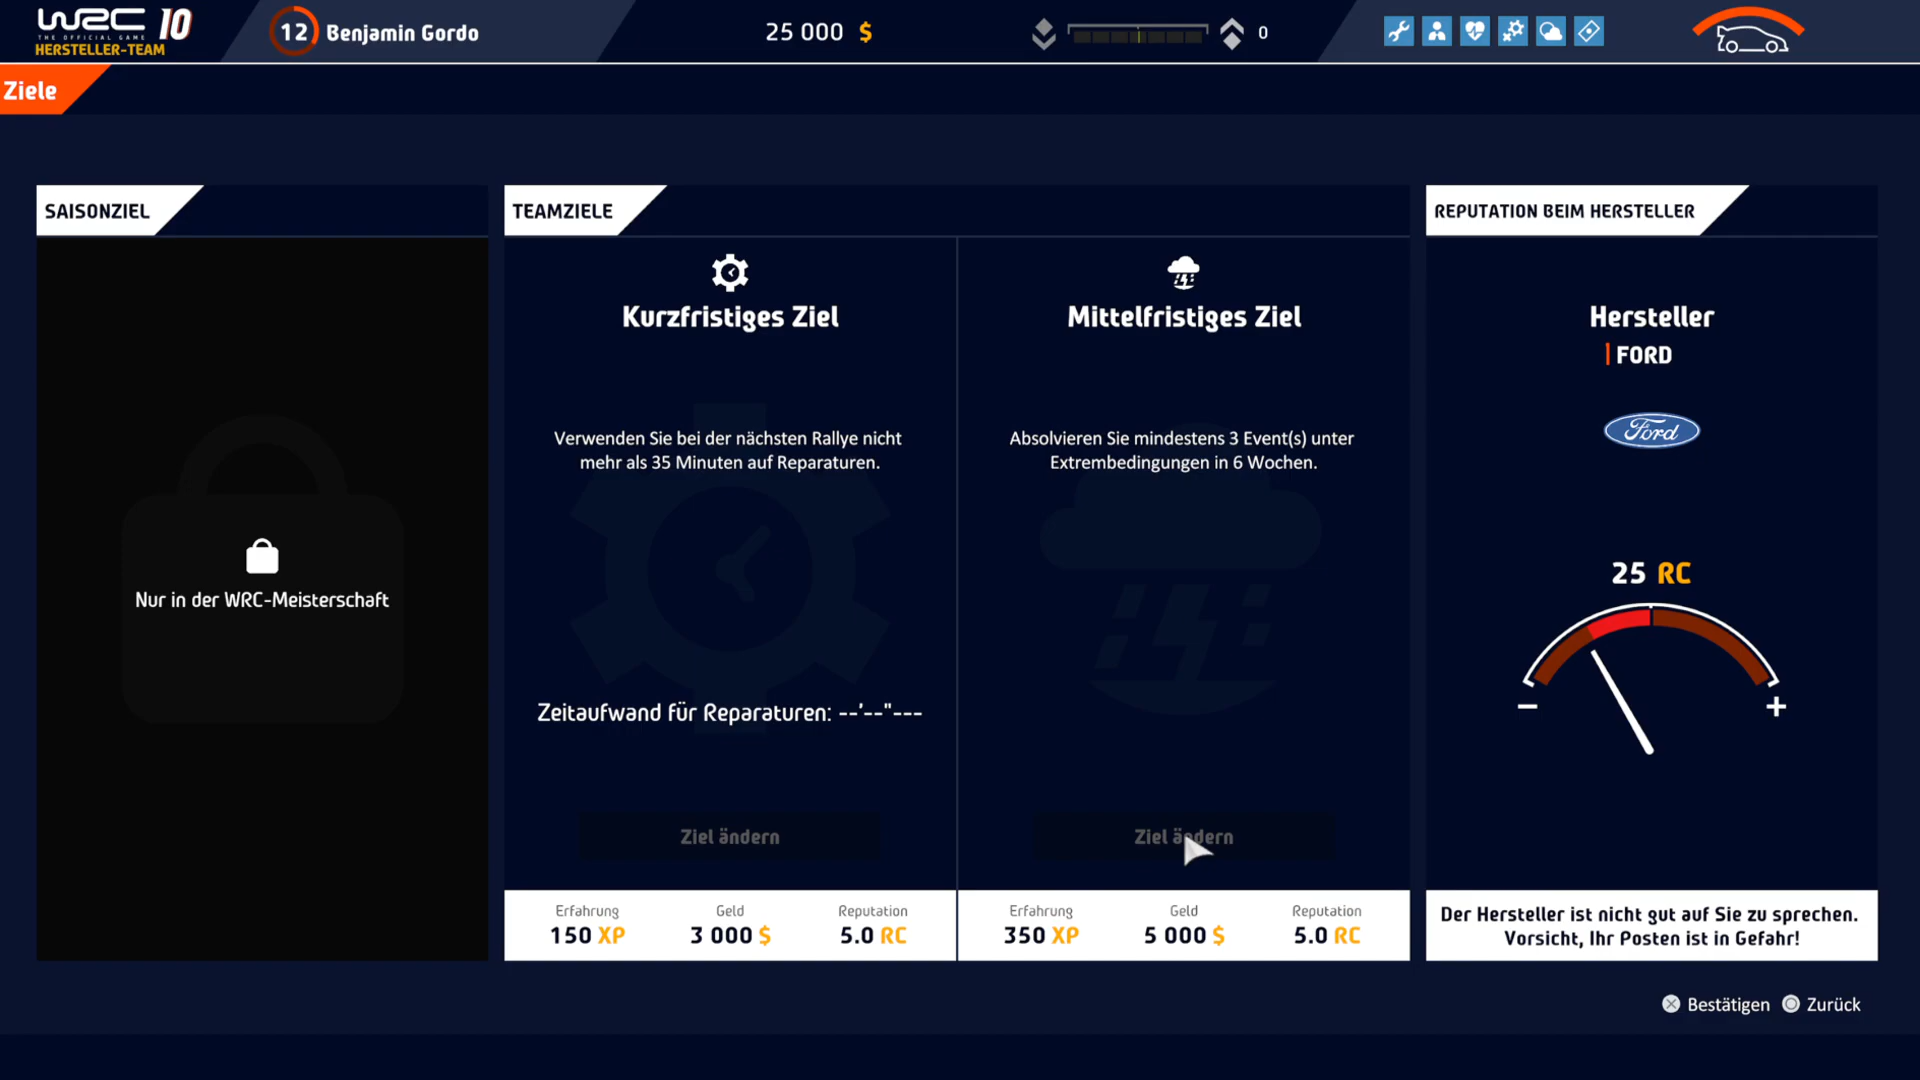 WRC 10
THE OFFICIAL GAME
HERSTELLER-TEAM
12 Benjamin Gordo
25 000 $
0
Ziele
SAISONZIEL
Nur in der WRC-Meisterschaft
TEAMZIELE
Kurzfristiges Ziel
Verwenden Sie bei der nächsten Rallye nicht
mehr als 35 Minuten auf Reparaturen.
Zeitaufwand für Reparaturen: --'--"---
Ziel ändern
Erfahrung Geld Reputation
150 XP 3 000 $ 5.0 RC
Mittelfristiges Ziel
Absolvieren Sie mindestens 3 Event(s) unter
Extrembedingungen in 6 Wochen.
Ziel ändern
Erfahrung Geld Reputation
350 XP 5 000 $ 5.0 RC
REPUTATION BEIM HERSTELLER
Hersteller
FORD
Ford
25 RC
− +
Der Hersteller ist nicht gut auf Sie zu sprechen.
Vorsicht, Ihr Posten ist in Gefahr!
Bestätigen Zurück